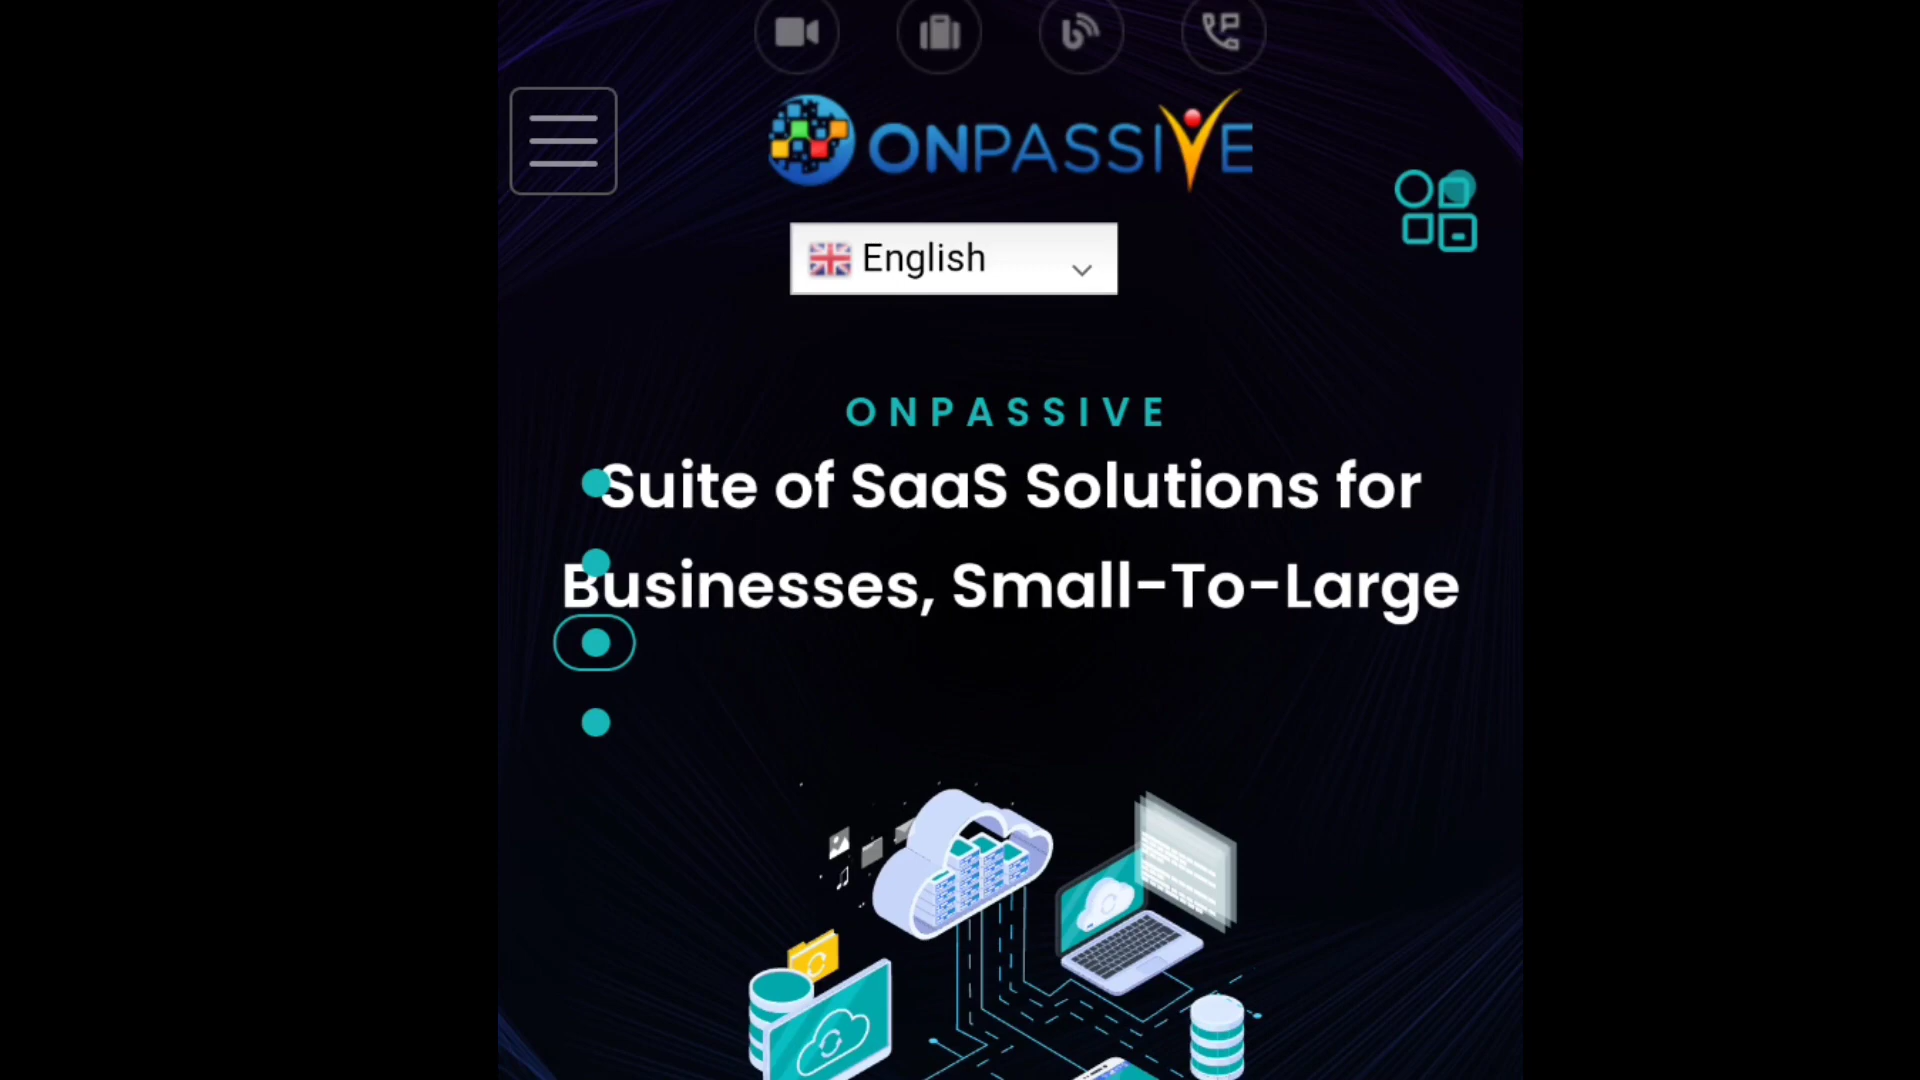 ONPASSIVE
English
ONPASSIVE
Suite of SaaS Solutions for
Businesses, Small-To-Large